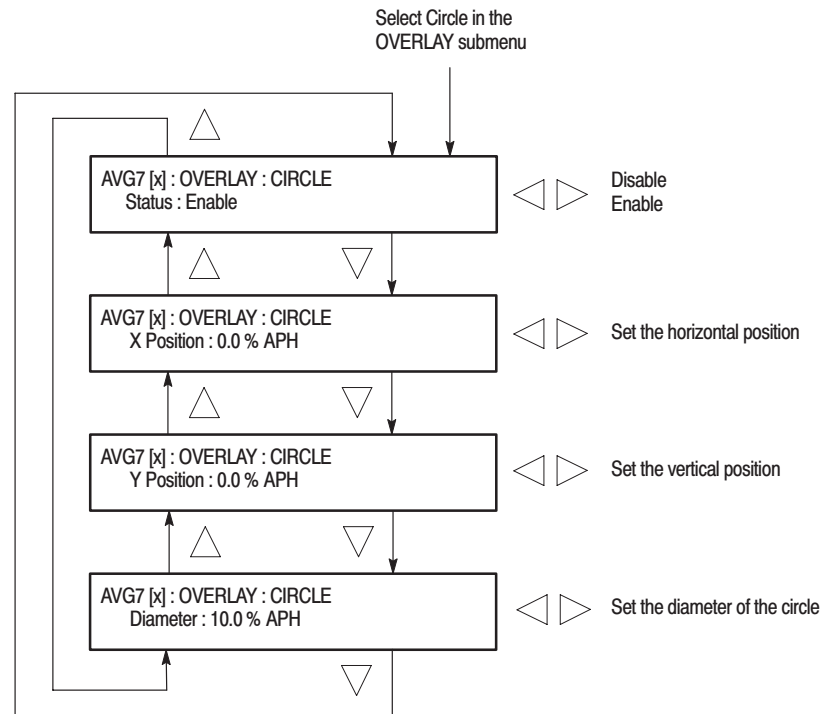 Select Circle in the
OVERLAY submenu
AVG7 [x] : OVERLAY : CIRCLE
Status : Enable
Disable
Enable
AVG7 [x] : OVERLAY : CIRCLE
X Position : 0.0 % APH
Set the horizontal position
AVG7 [x] : OVERLAY : CIRCLE
Y Position : 0.0 % APH
Set the vertical position
AVG7 [x] : OVERLAY : CIRCLE
Diameter : 10.0 % APH
Set the diameter of the circle